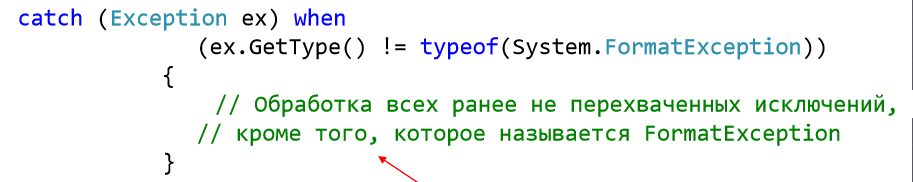 catch (Exception ex) when
(ex.GetType() != typeof(System.FormatException))
{
// Обработка всех ранее не перехваченных исключений,
// кроме того, которое называется FormatException
}